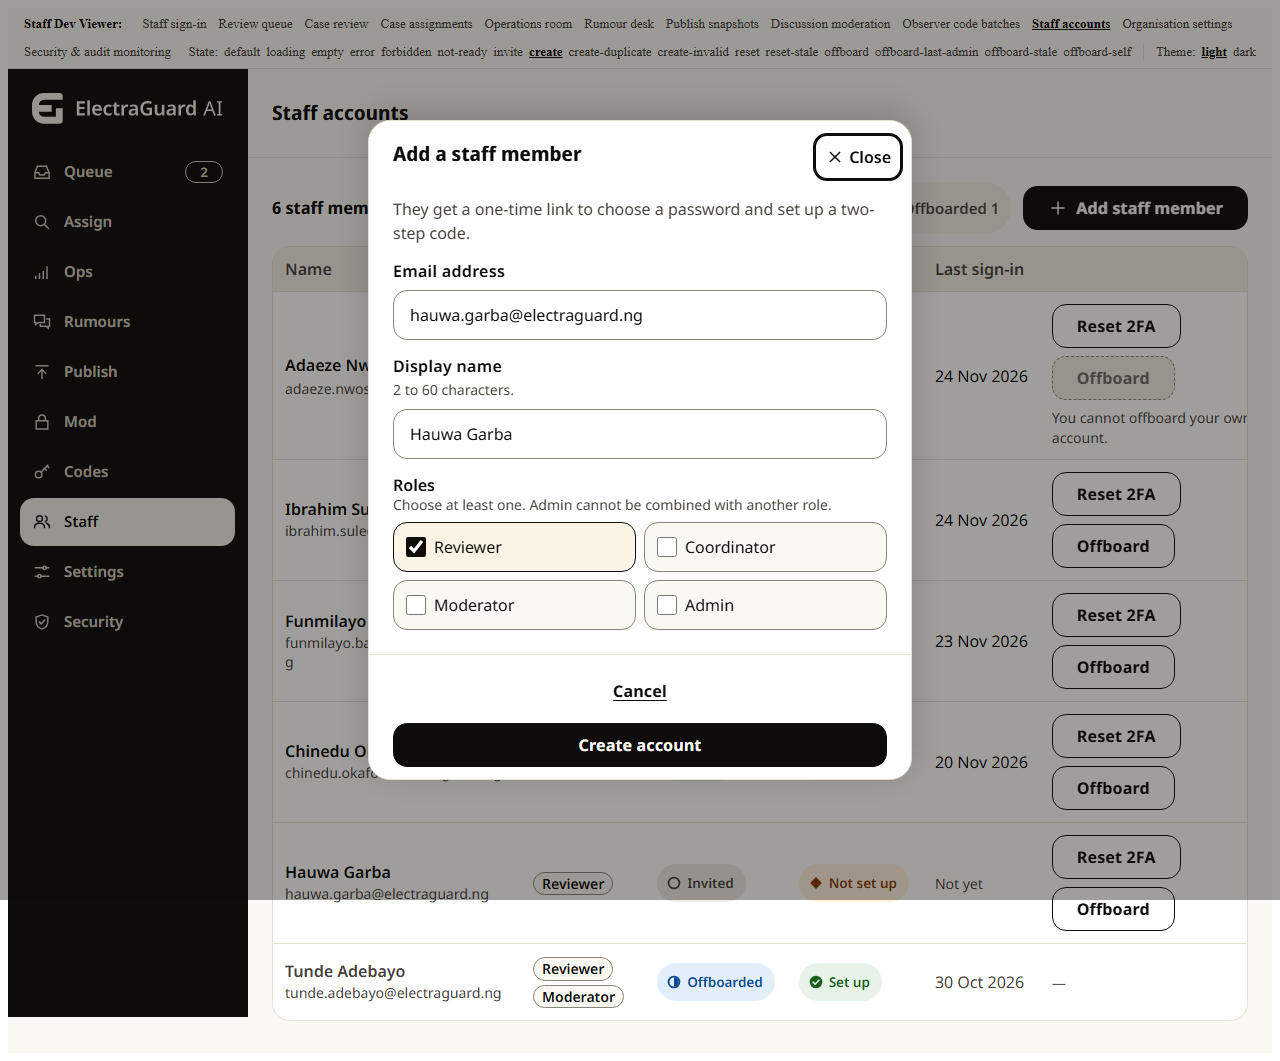 Staff Dev Viewer: Staff sign-in Review queue Case review Case assignments Operations room Rumour desk Publish snapshots Discussion moderation Observer code batches Staff accounts Organisation settings
Security & audit monitoring State: default loading empty error forbidden not-ready invite create create-duplicate create-invalid reset reset-stale offboard offboard-last-admin offboard-stale offboard-self Theme: light dark
ElectraGuard AI
Queue 2
Assign
Ops
Rumours
Publish
Mod
Codes
Staff
Settings
Security
Staff accounts
6 staff mem
Offboarded 1
Add staff member
Name
Last sign-in
Adaeze Nw
adaeze.nwos
24 Nov 2026
Reset 2FA
Offboard
You cannot offboard your own
account.
Ibrahim Su
ibrahim.sule
24 Nov 2026
Reset 2FA
Offboard
Funmilayo
funmilayo.ba
g
23 Nov 2026
Reset 2FA
Offboard
Chinedu O
chinedu.okafo
20 Nov 2026
Reset 2FA
Offboard
Hauwa Garba
hauwa.garba@electraguard.ng
Reviewer
Invited
Not set up
Not yet
Reset 2FA
Offboard
Tunde Adebayo
tunde.adebayo@electraguard.ng
Reviewer
Moderator
Offboarded
Set up
30 Oct 2026
—
Add a staff member
Close
They get a one-time link to choose a password and set up a two-
step code.
Email address
hauwa.garba@electraguard.ng
Display name
2 to 60 characters.
Hauwa Garba
Roles
Choose at least one. Admin cannot be combined with another role.
Reviewer
Coordinator
Moderator
Admin
Cancel
Create account